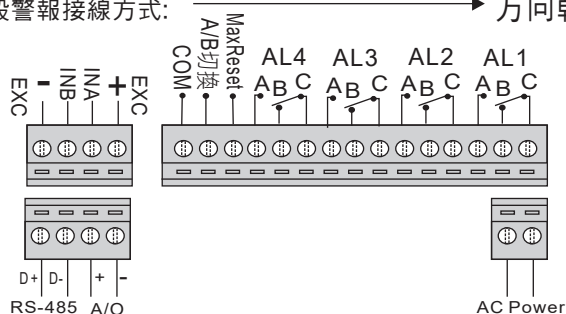 警報接線方式:
方向
EXC - INB INA + EXC
COM A/B切換 MaxReset
AL4 AL3 AL2 AL1
A B C A B C A B C A B C
D+ D- + -
RS-485 A/O AC Power